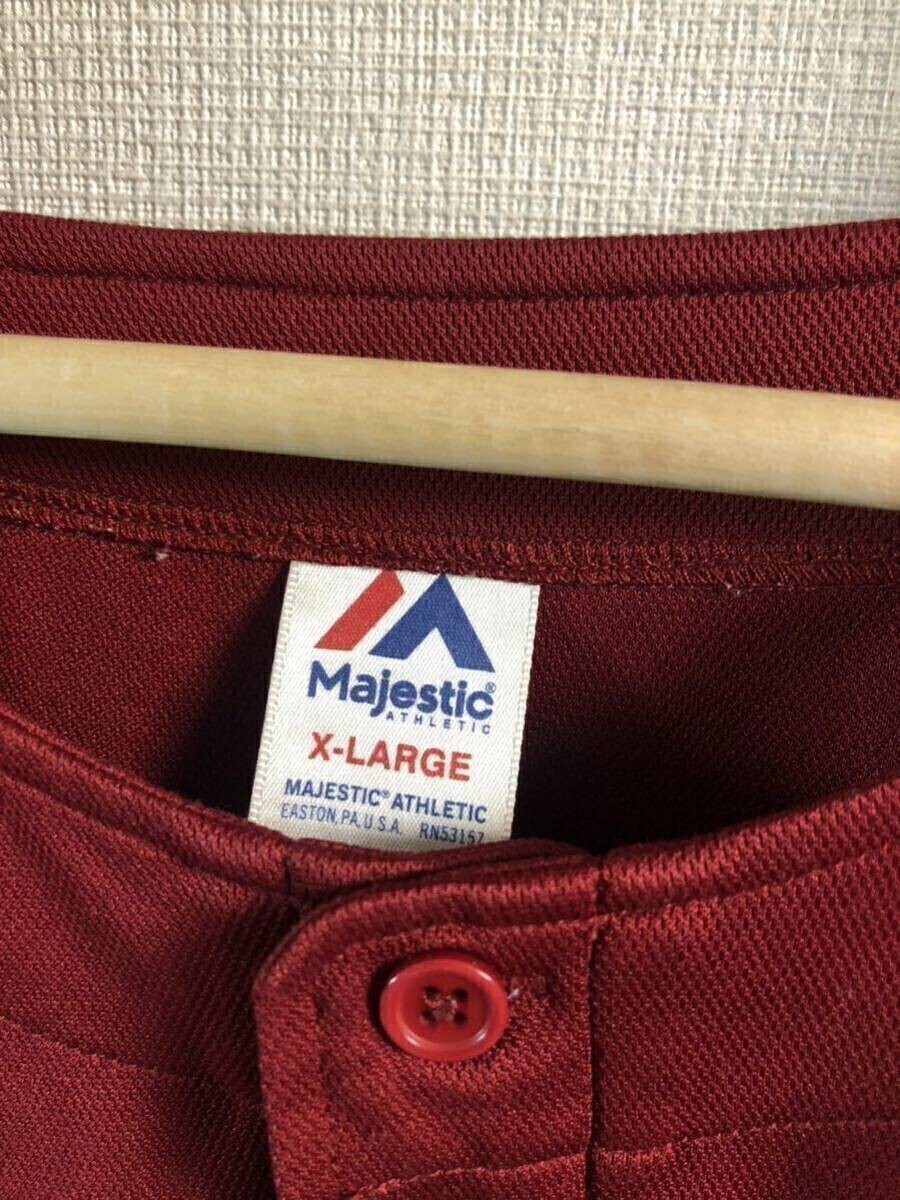 Majestic®
ATHLETIC
X-LARGE
MAJESTIC® ATHLETIC
EASTON, PA. U.S.A. RN53157